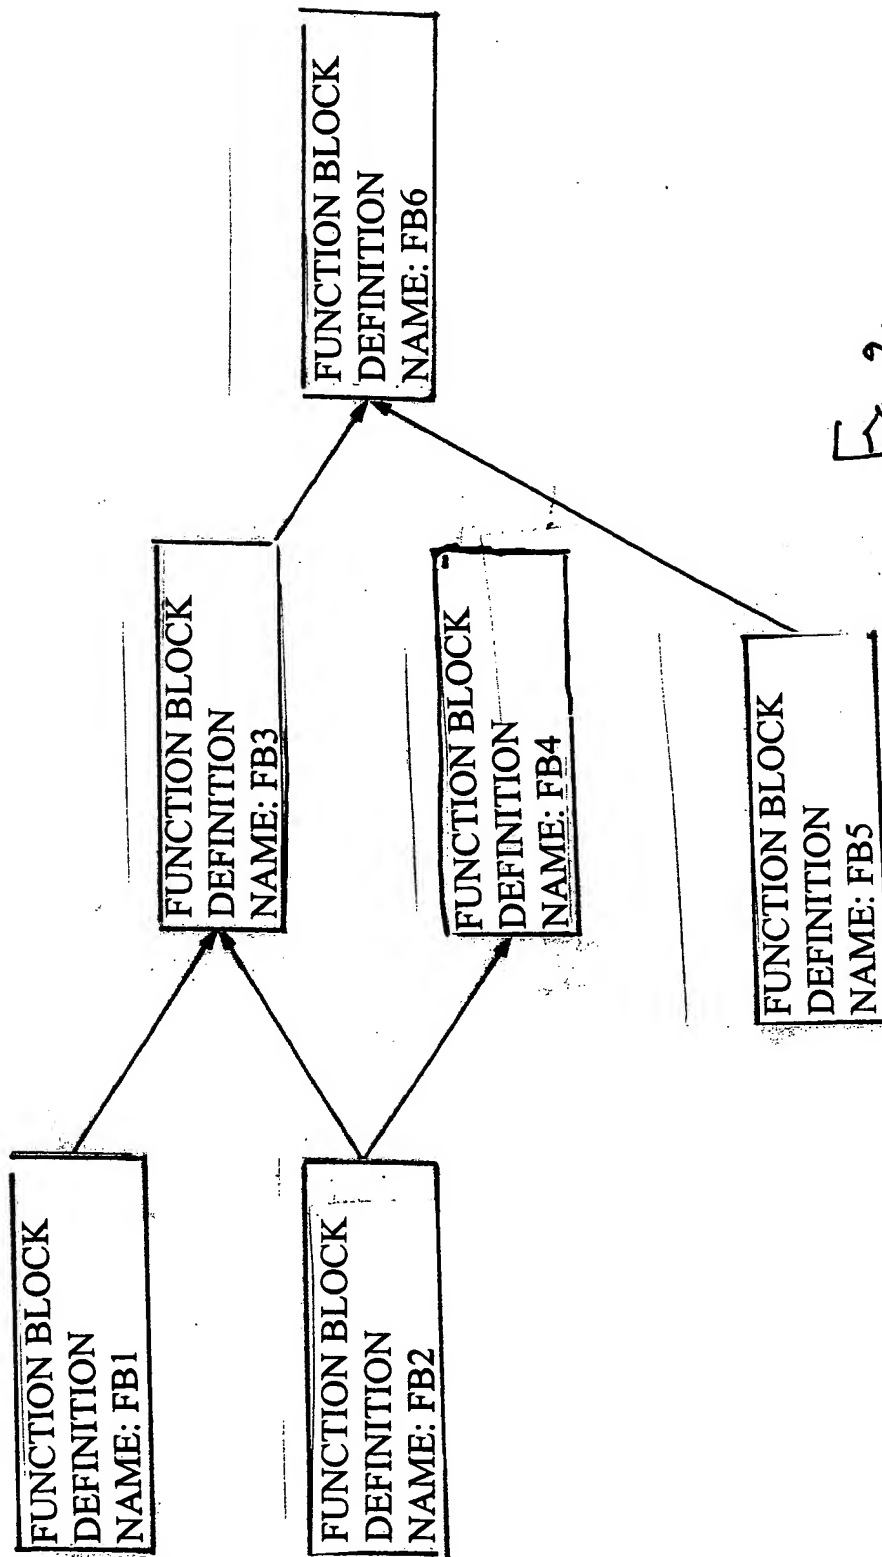 FUNCTION BLOCK
DEFINITION
NAME: FB1
FUNCTION BLOCK
DEFINITION
NAME: FB2
FUNCTION BLOCK
DEFINITION
NAME: FB3
FUNCTION BLOCK
DEFINITION
NAME: FB4
FUNCTION BLOCK
DEFINITION
NAME: FB5
FUNCTION BLOCK
DEFINITION
NAME: FB6